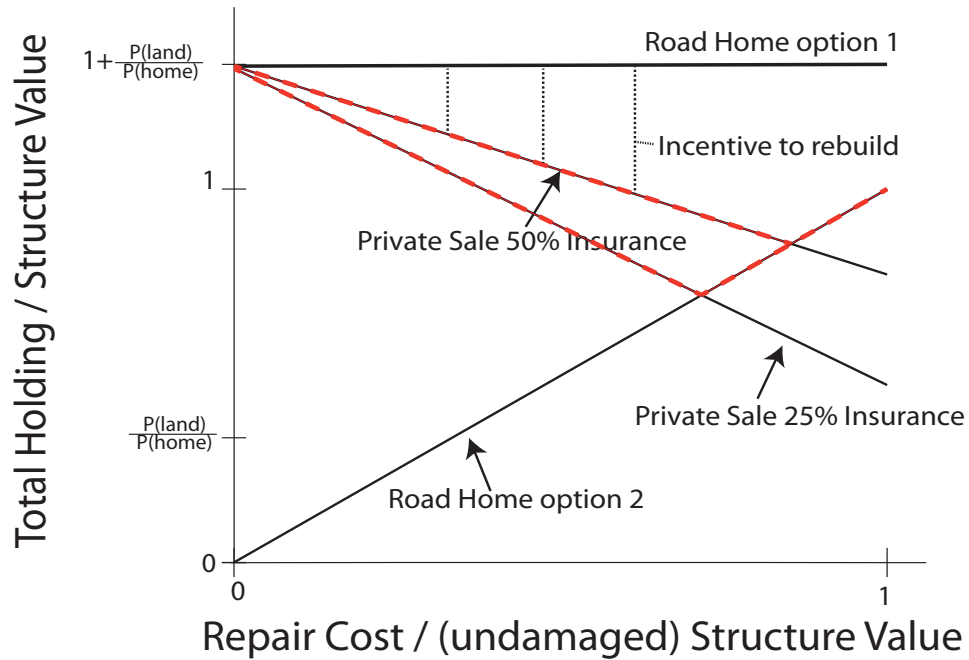 Total Holding / Structure Value
Road Home option 1
1+ P(land)
P(home)
Incentive to rebuild
1
Private Sale 50% Insurance
Private Sale 25% Insurance
P(land)
P(home)
Road Home option 2
0
0
1
Repair Cost / (undamaged) Structure Value